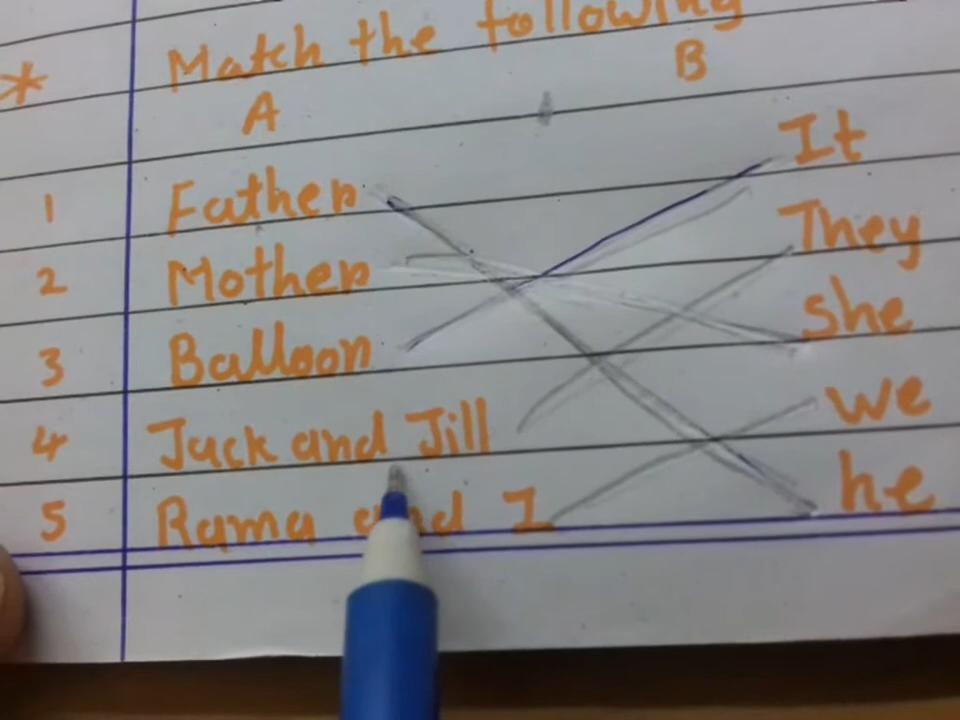 * Match the following
A B
1 Father It
2 Mother They
3 Balloon she
4 Jack and Jill we
5 Rama and I he